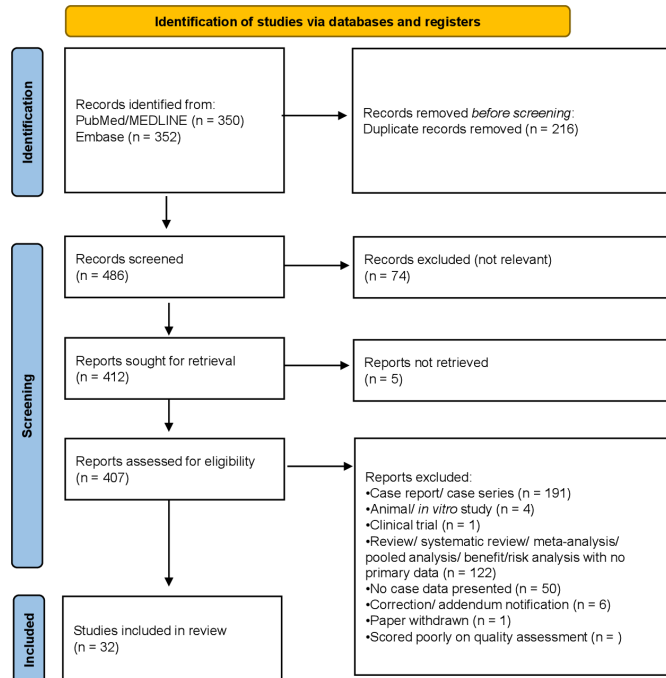 Identification of studies via databases and registers
Identification
Records identified from:
PubMed/MEDLINE (n = 350)
Embase (n = 352)
Records removed before screening:
Duplicate records removed (n = 216)
Screening
Records screened
(n = 486)
Records excluded (not relevant)
(n = 74)
Reports sought for retrieval
(n = 412)
Reports not retrieved
(n = 5)
Reports assessed for eligibility
(n = 407)
Reports excluded:
•Case report/ case series (n = 191)
•Animal/ in vitro study (n = 4)
•Clinical trial (n = 1)
•Review/ systematic review/ meta-analysis/
pooled analysis/ benefit/risk analysis with no
primary data (n = 122)
•No case data presented (n = 50)
•Correction/ addendum notification (n = 6)
•Paper withdrawn (n = 1)
•Scored poorly on quality assessment (n = )
Included
Studies included in review
(n = 32)